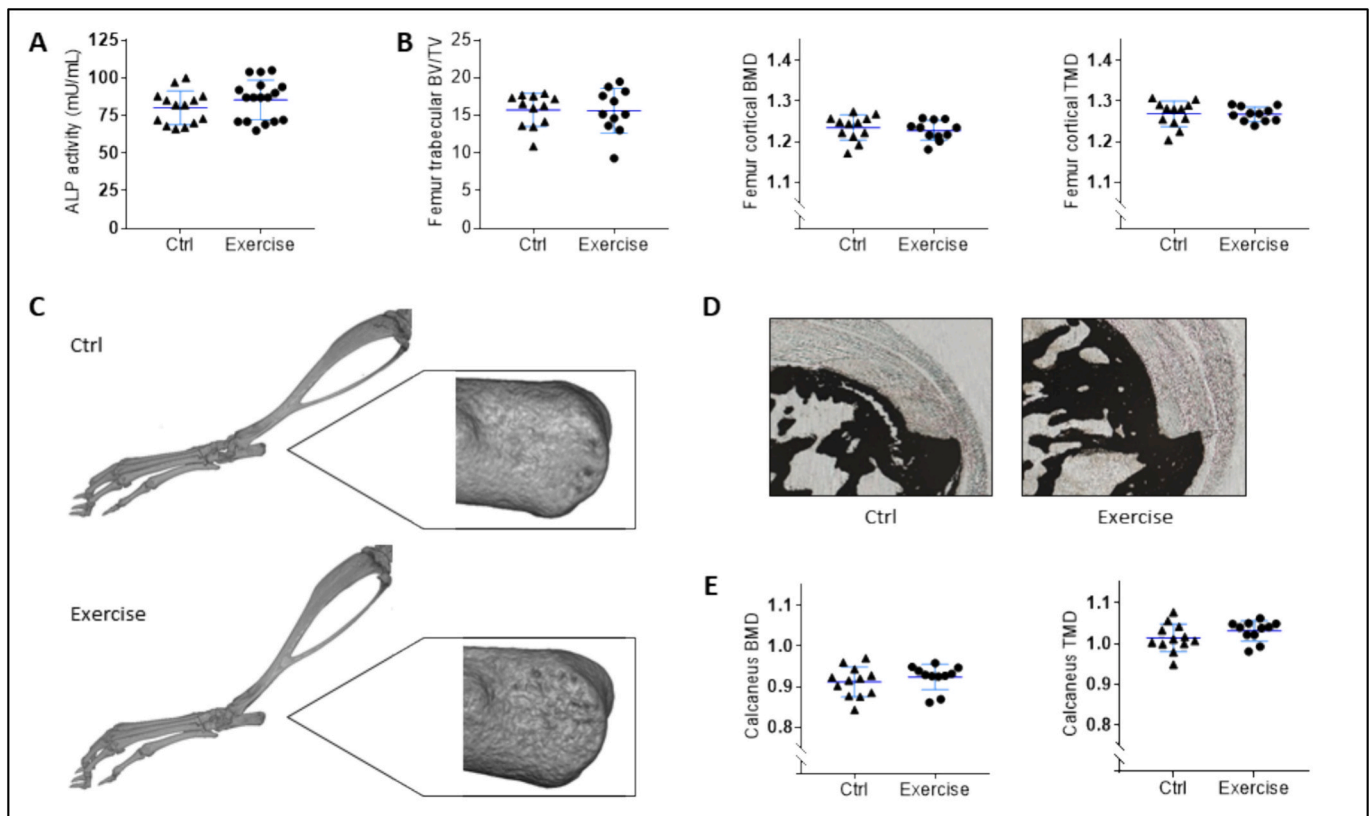 A
ALP activity (mU/mL)
125
100
75
50
25
0
Ctrl Exercise
B
Femur trabecular BV/TV
25
20
15
10
5
0
Ctrl Exercise
Femur cortical BMD
1.4
1.3
1.2
1.1
Ctrl Exercise
Femur cortical TMD
1.4
1.3
1.2
1.1
Ctrl Exercise
C
Ctrl
Exercise
D
Ctrl
Exercise
E
Calcaneus BMD
1.1
1.0
0.9
0.8
Ctrl Exercise
Calcaneus TMD
1.1
1.0
0.9
0.8
Ctrl Exercise